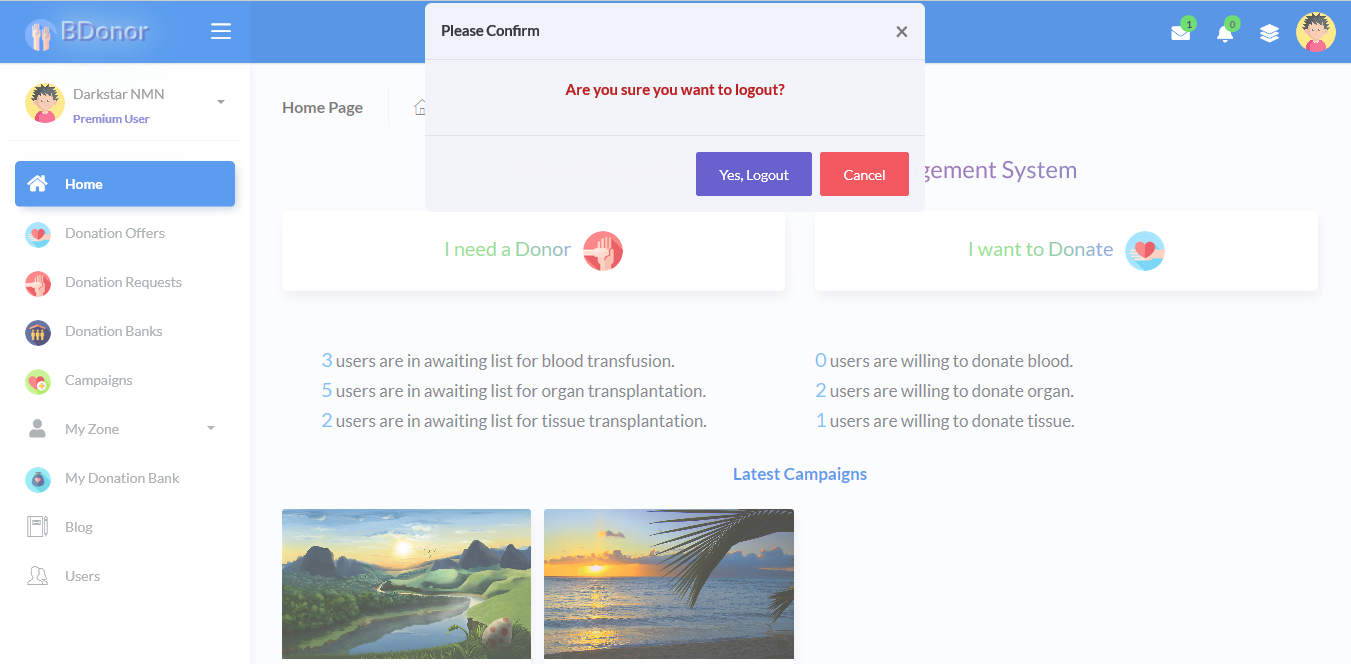 BDonor
Please Confirm
×
1
0
Are you sure you want to logout?
Yes, Logout
Cancel
Darkstar NMN
Premium User
Home
Donation Offers
Donation Requests
Donation Banks
Campaigns
My Zone
My Donation Bank
Blog
Users
Home Page
gement System
I need a Donor
I want to Donate
3 users are in awaiting list for blood transfusion.
5 users are in awaiting list for organ transplantation.
2 users are in awaiting list for tissue transplantation.
0 users are willing to donate blood.
2 users are willing to donate organ.
1 users are willing to donate tissue.
Latest Campaigns